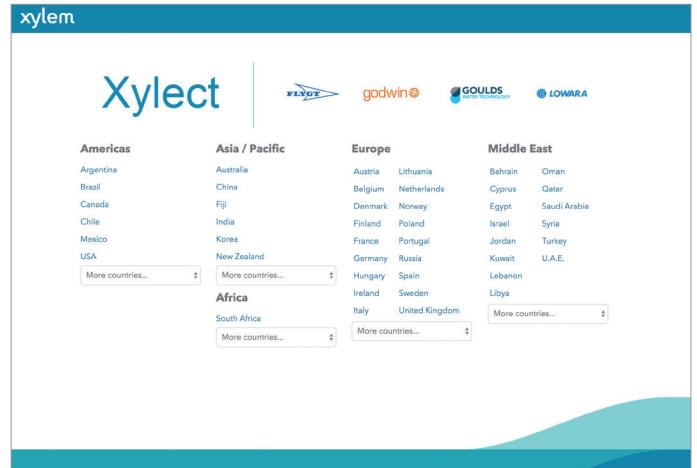 xylem
Xylect
FLYGT
godwin
GOULDS
WATER TECHNOLOGY
LOWARA
Americas
Argentina
Brazil
Canada
Chile
Mexico
USA
More countries...
Asia / Pacific
Australia
China
Fiji
India
Korea
New Zealand
More countries...
Africa
South Africa
More countries...
Europe
Austria Lithuania
Belgium Netherlands
Denmark Norway
Finland Poland
France Portugal
Germany Russia
Hungary Spain
Ireland Sweden
Italy United Kingdom
More countries...
Middle East
Bahrain Oman
Cyprus Qatar
Egypt Saudi Arabia
Israel Syria
Jordan Turkey
Kuwait U.A.E.
Lebanon
Libya
More countries...